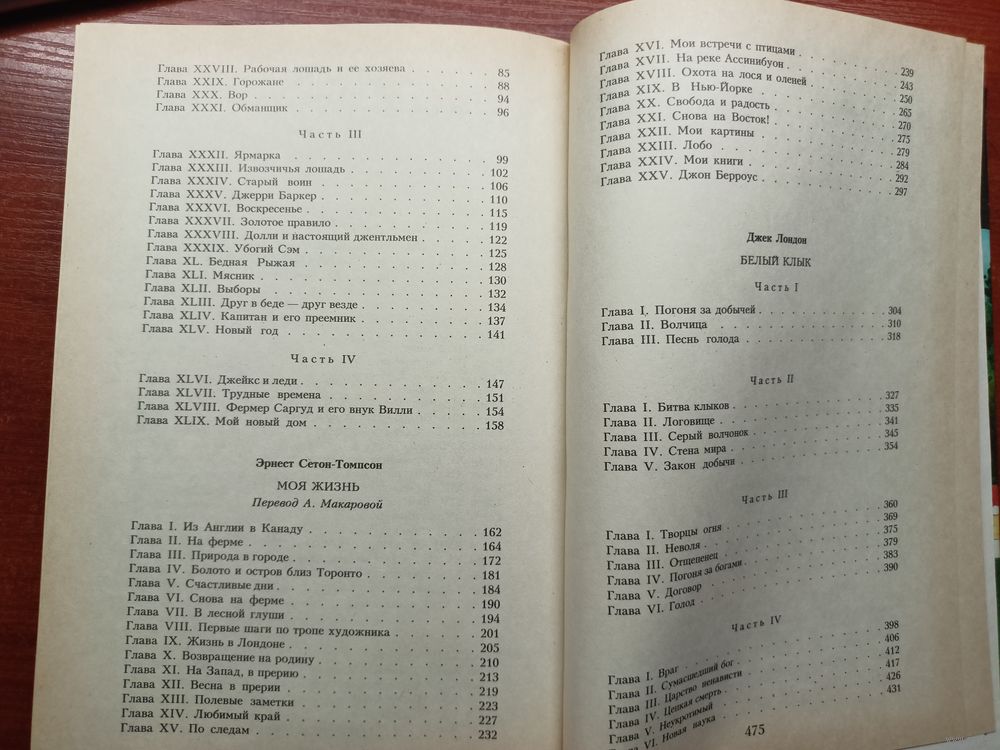 Глава XXVIII. Рабочая лошадь и ее хозяева . . . . . . 85
Глава XXIX. Горожане . . . . . . 88
Глава XXX. Вор . . . . . . 94
Глава XXXI. Обманщик . . . . . . 96
Часть III
Глава XXXII. Ярмарка . . . . . . 99
Глава XXXIII. Извозчичья лошадь . . . . . . 102
Глава XXXIV. Старый воин . . . . . . 106
Глава XXXV. Джерри Баркер . . . . . . 110
Глава XXXVI. Воскресенье . . . . . . 115
Глава XXXVII. Золотое правило . . . . . . 119
Глава XXXVIII. Долли и настоящий джентльмен . . . . . . 122
Глава XXXIX. Убогий Сэм . . . . . . 125
Глава XL. Бедная Рыжая . . . . . . 128
Глава XLI. Мясник . . . . . . 130
Глава XLII. Выборы . . . . . . 132
Глава XLIII. Друг в беде — друг везде . . . . . . 134
Глава XLIV. Капитан и его преемник . . . . . . 137
Глава XLV. Новый год . . . . . . 141
Часть IV
Глава XLVI. Джейкс и леди . . . . . . 147
Глава XLVII. Трудные времена . . . . . . 151
Глава XLVIII. Фермер Саргуд и его внук Вилли . . . . . . 154
Глава XLIX. Мой новый дом . . . . . . 158
Эрнест Сетон-Томпсон
МОЯ ЖИЗНЬ
Перевод А. Макаровой
Глава I. Из Англии в Канаду . . . . . . 162
Глава II. На ферме . . . . . . 164
Глава III. Природа в городе . . . . . . 172
Глава IV. Болото и остров близ Торонто . . . . . . 181
Глава V. Счастливые дни . . . . . . 184
Глава VI. Снова на ферме . . . . . . 190
Глава VII. В лесной глуши . . . . . . 194
Глава VIII. Первые шаги по тропе художника . . . . . . 201
Глава IX. Жизнь в Лондоне . . . . . . 205
Глава X. Возвращение на родину . . . . . . 210
Глава XI. На Запад, в прерию . . . . . . 213
Глава XII. Весна в прерии . . . . . . 219
Глава XIII. Полевые заметки . . . . . . 223
Глава XIV. Любимый край . . . . . . 227
Глава XV. По следам . . . . . . 232
Глава XVI. Мои встречи с птицами . . . . . . 239
Глава XVII. На реке Ассинибуон . . . . . . 243
Глава XVIII. Охота на лося и оленей . . . . . . 250
Глава XIX. В Нью-Йорке . . . . . . 265
Глава XX. Свобода и радость . . . . . . 270
Глава XXI. Снова на Восток! . . . . . . 275
Глава XXII. Мои картины . . . . . . 279
Глава XXIII. Лобо . . . . . . 284
Глава XXIV. Мои книги . . . . . . 292
Глава XXV. Джон Берроус . . . . . . 297
Джек Лондон
БЕЛЫЙ КЛЫК
Часть I
Глава I. Погоня за добычей . . . . . . 304
Глава II. Волчица . . . . . . 310
Глава III. Песнь голода . . . . . . 318
Часть II
Глава I. Битва клыков . . . . . . 327
Глава II. Логовище . . . . . . 335
Глава III. Серый волчонок . . . . . . 341
Глава IV. Стена мира . . . . . . 345
Глава V. Закон добычи . . . . . . 354
Часть III
Глава I. Творцы огня . . . . . . 360
Глава II. Неволя . . . . . . 369
Глава III. Отщепенец . . . . . . 375
Глава IV. Погоня за богами . . . . . . 379
Глава V. Договор . . . . . . 383
Глава VI. Голод . . . . . . 390
Часть IV
Глава I. Враг . . . . . . 398
Глава II. Сумасшедший бог . . . . . . 406
Глава III. Царство ненависти . . . . . . 412
Глава IV. Цепкая смерть . . . . . . 417
Глава V. Неукротимый . . . . . . 426
Глава VI. Новая наука . . . . . . 431
475